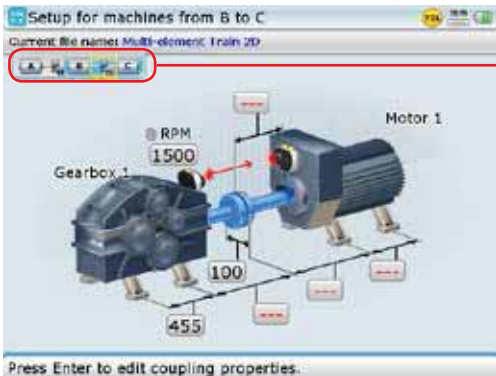 Setup for machines from B to C
Current file name: Multi-element Train 2D
A B C
Motor 1
RPM
1500
Gearbox 1
---
100
---
---
455
---
Press Enter to edit coupling properties.